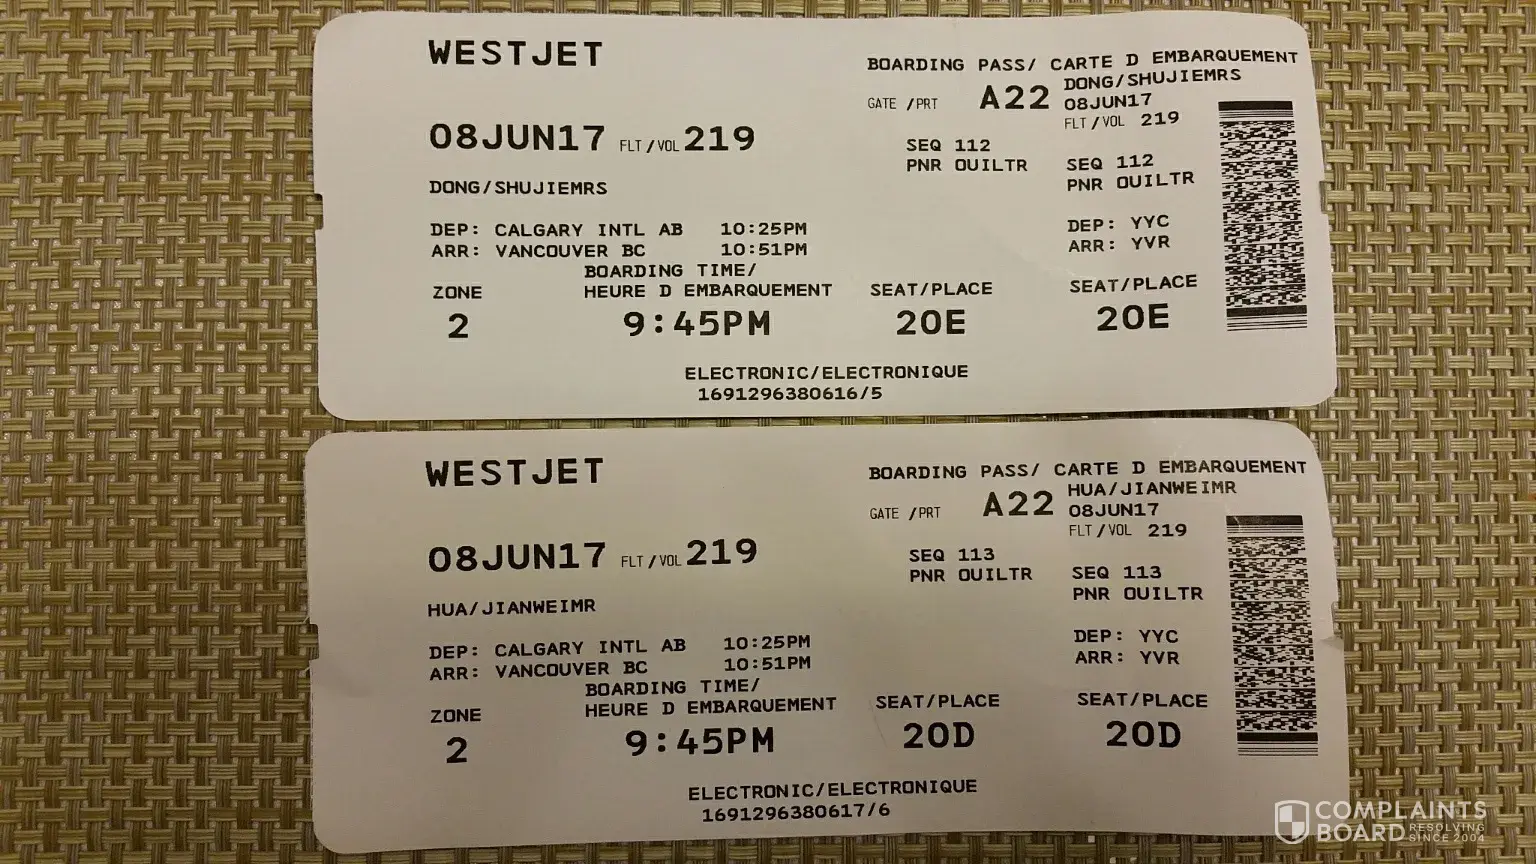 WESTJET
BOARDING PASS/ CARTE D EMBARQUEMENT
DONG/SHUJIEMRS
GATE /PRT A22
08JUN17
FLT/VOL 219
08JUN17 FLT/VOL 219
SEQ 112
PNR OUILTR
SEQ 112
PNR OUILTR
DONG/SHUJIEMRS
DEP: CALGARY INTL AB 10:25PM
ARR: VANCOUVER BC 10:51PM
DEP: YYC
ARR: YVR
BOARDING TIME/
ZONE HEURE D EMBARQUEMENT SEAT/PLACE SEAT/PLACE
2 9:45PM 20E 20E
ELECTRONIC/ELECTRONIQUE
1691296380616/5
WESTJET
BOARDING PASS/ CARTE D EMBARQUEMENT
HUA/JIANWEIMR
GATE /PRT A22
08JUN17
FLT/VOL 219
08JUN17 FLT/VOL 219
SEQ 113
PNR OUILTR
SEQ 113
PNR OUILTR
HUA/JIANWEIMR
DEP: CALGARY INTL AB 10:25PM
ARR: VANCOUVER BC 10:51PM
DEP: YYC
ARR: YVR
BOARDING TIME/
ZONE HEURE D EMBARQUEMENT SEAT/PLACE SEAT/PLACE
2 9:45PM 20D 20D
ELECTRONIC/ELECTRONIQUE
1691296380617/6
COMPLAINTS
BOARD RESOLVING
SINCE 2004